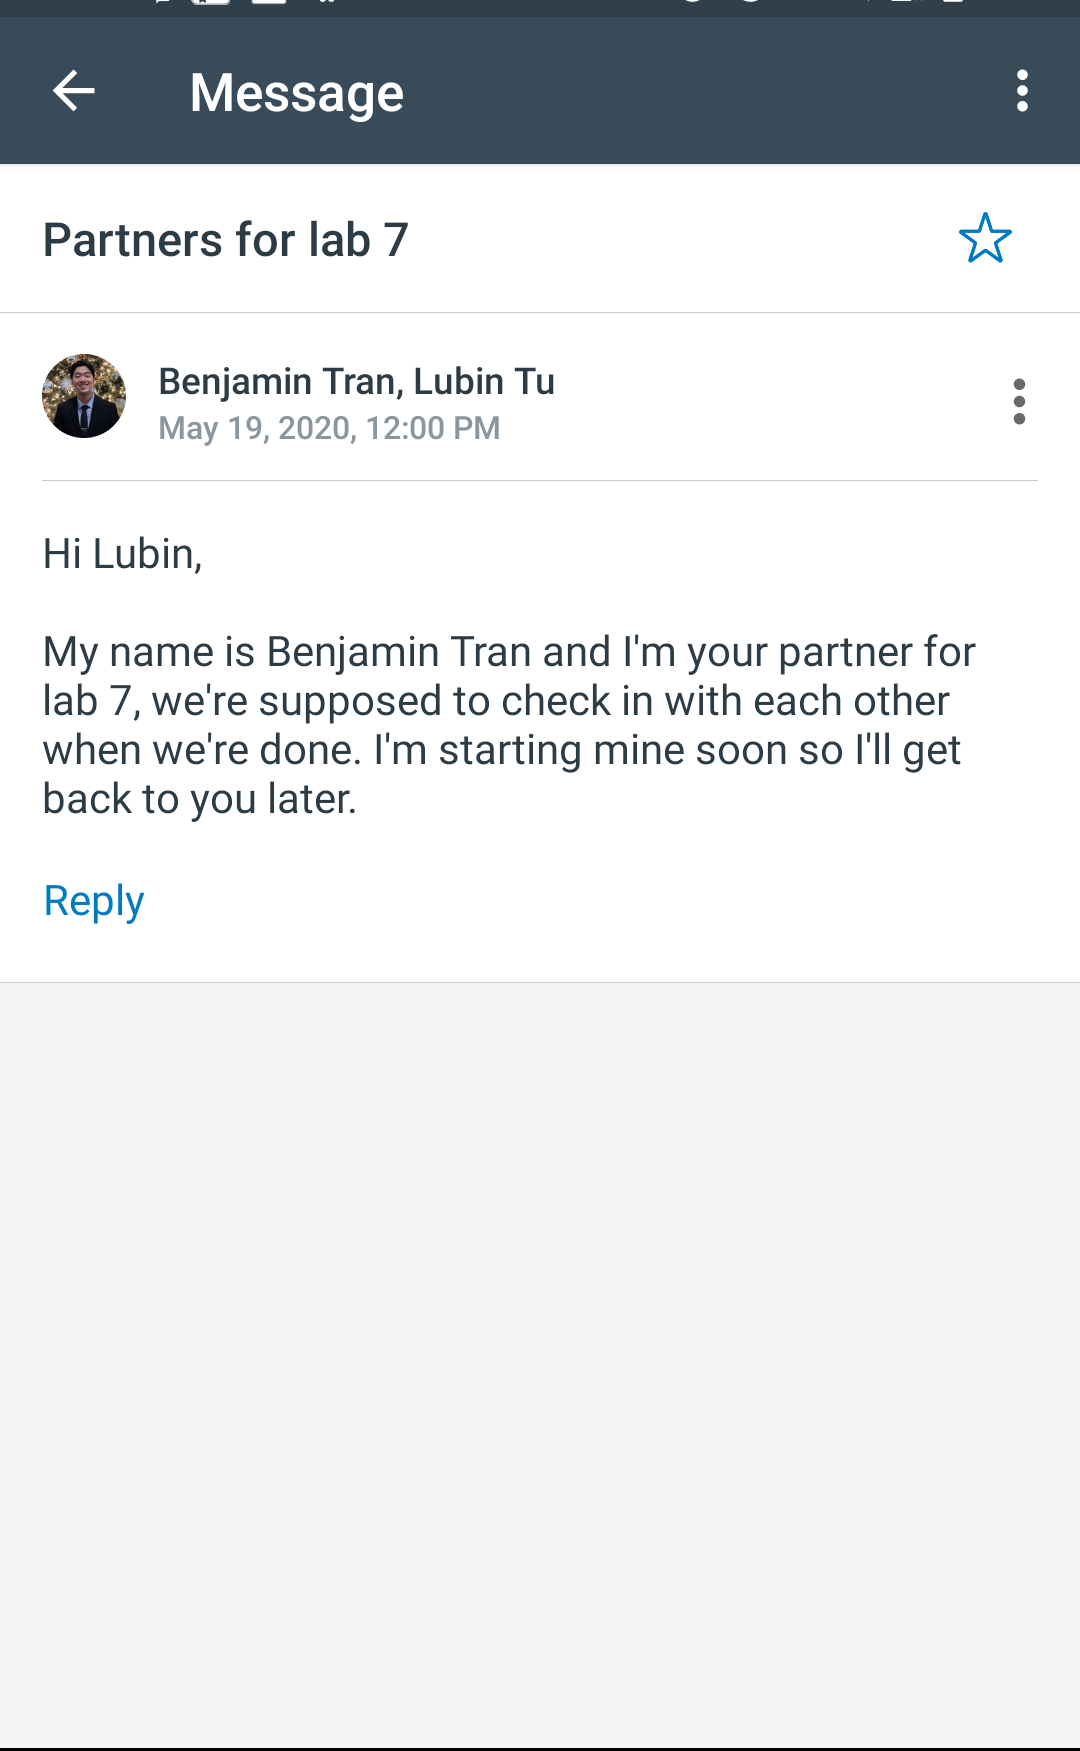 Message
Partners for lab 7
Benjamin Tran, Lubin Tu
May 19, 2020, 12:00 PM
Hi Lubin,
My name is Benjamin Tran and I'm your partner for
lab 7, we're supposed to check in with each other
when we're done. I'm starting mine soon so I'll get
back to you later.
Reply